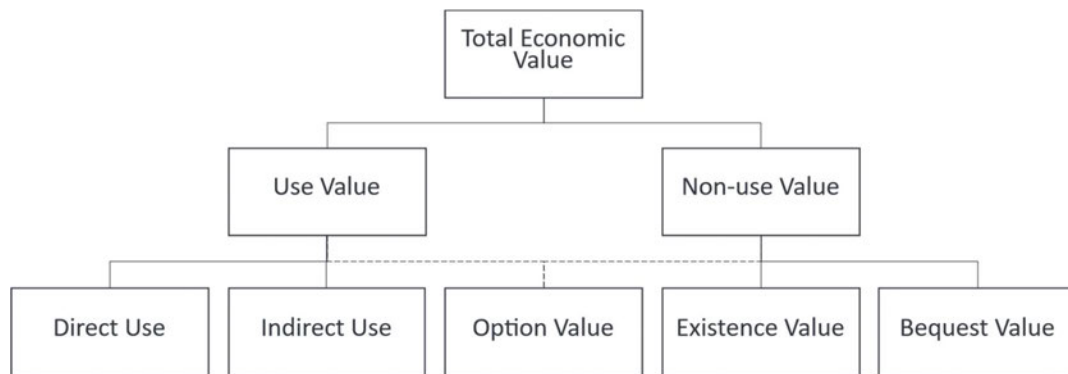 Total Economic
Value
Use Value
Non-use Value
Direct Use
Indirect Use
Option Value
Existence Value
Bequest Value